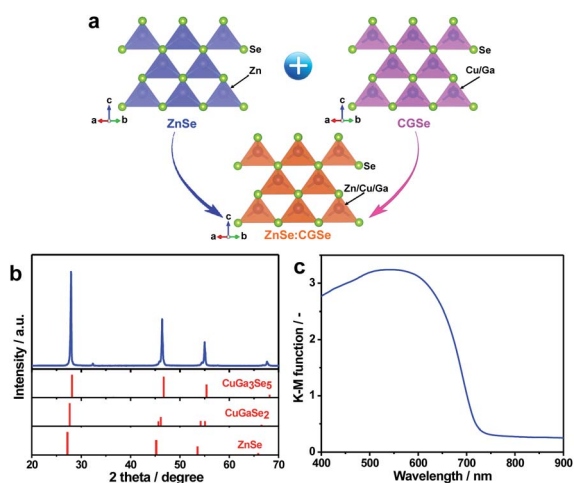 a
Se
Zn
c
a b
ZnSe
+
Se
Cu/Ga
c
a b
CGSe
Se
Zn/Cu/Ga
c
a b
ZnSe:CGSe
b
Intensity / a.u.
CuGa3Se5
CuGaSe2
ZnSe
20 30 40 50 60 70
2 theta / degree
c
K-M function / -
3
2
1
0
400 500 600 700 800 900
Wavelength / nm